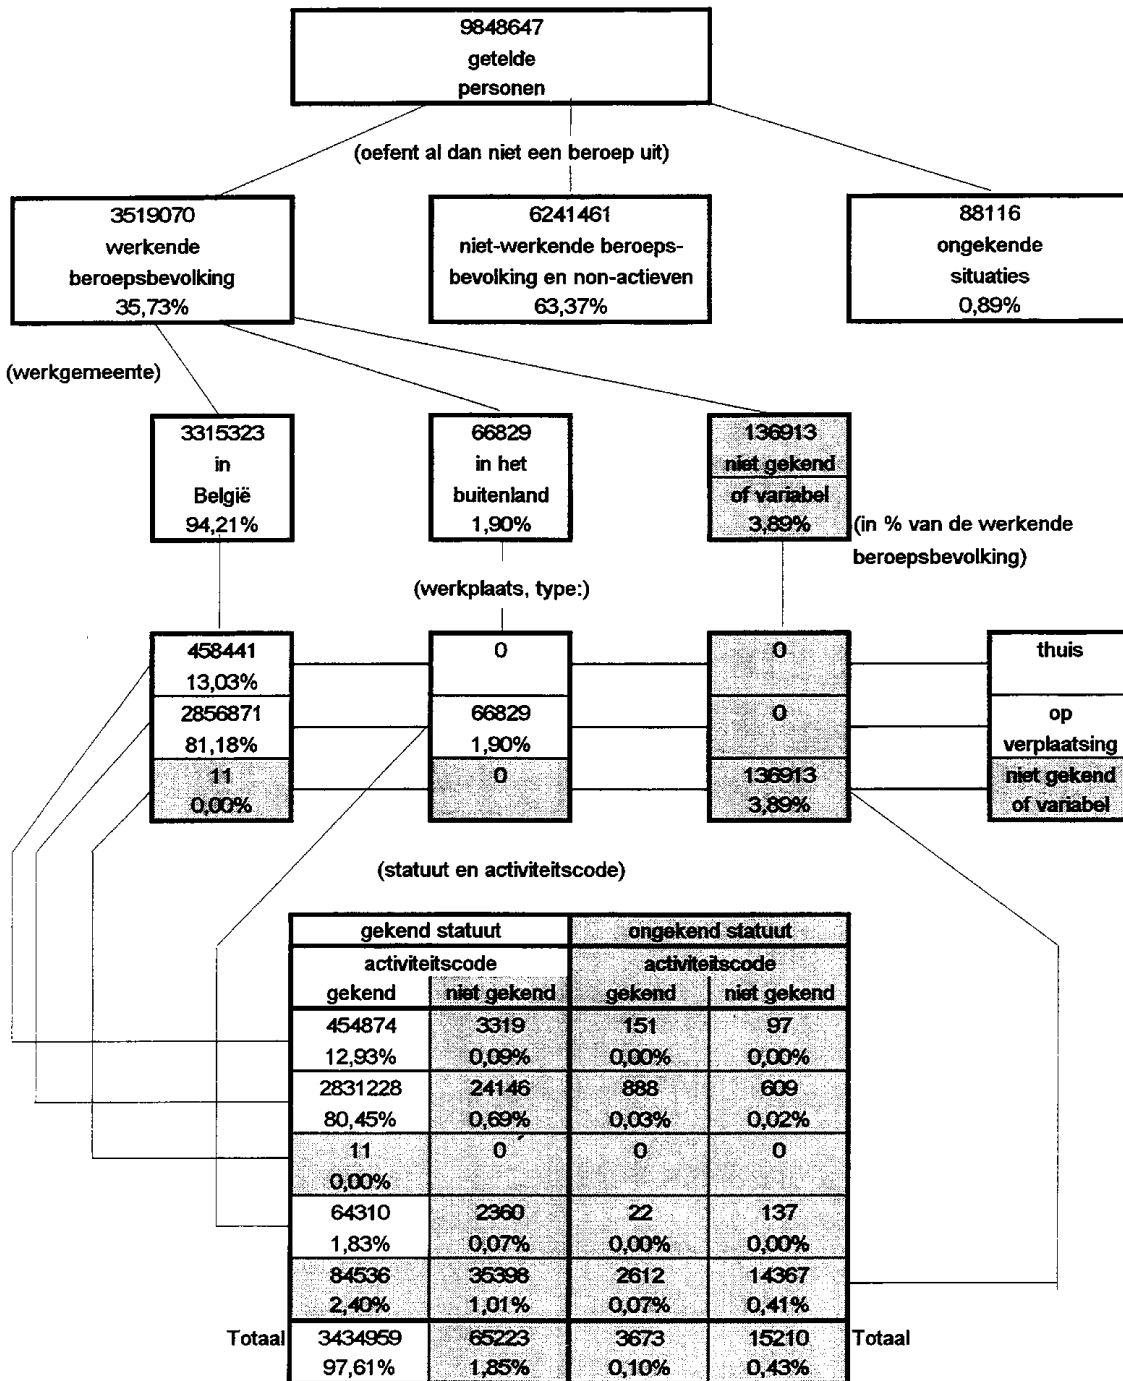 9848647
getelde
personen
(oefent al dan niet een beroep uit)
3519070
werkende
beroepsbevolking
35,73%
6241461
niet-werkende beroeps-
bevolking en non-actieven
63,37%
88116
ongekende
situaties
0,89%
(werkgemeente)
3315323
in
België
94,21%
66829
in het
buitenland
1,90%
136913
niet gekend
of variabel
3,89%
(in % van de werkende
beroepsbevolking)
(werkplaats, type:)
458441
13,03%
0
0
thuis
2856871
81,18%
66829
1,90%
0
op
verplaatsing
11
0,00%
0
136913
3,89%
niet gekend
of variabel
(statuut en activiteitscode)
gekend statuut ongekend statuut
activiteitscode activiteitscode
gekend niet gekend gekend niet gekend
454874 3319 151 97
12,93% 0,09% 0,00% 0,00%
2831228 24146 888 609
80,45% 0,69% 0,03% 0,02%
11 0 0 0
0,00%
64310 2360 22 137
1,83% 0,07% 0,00% 0,00%
84536 35398 2612 14367
2,40% 1,01% 0,07% 0,41%
Totaal 3434959 65223 3673 15210 Totaal
97,61% 1,85% 0,10% 0,43%